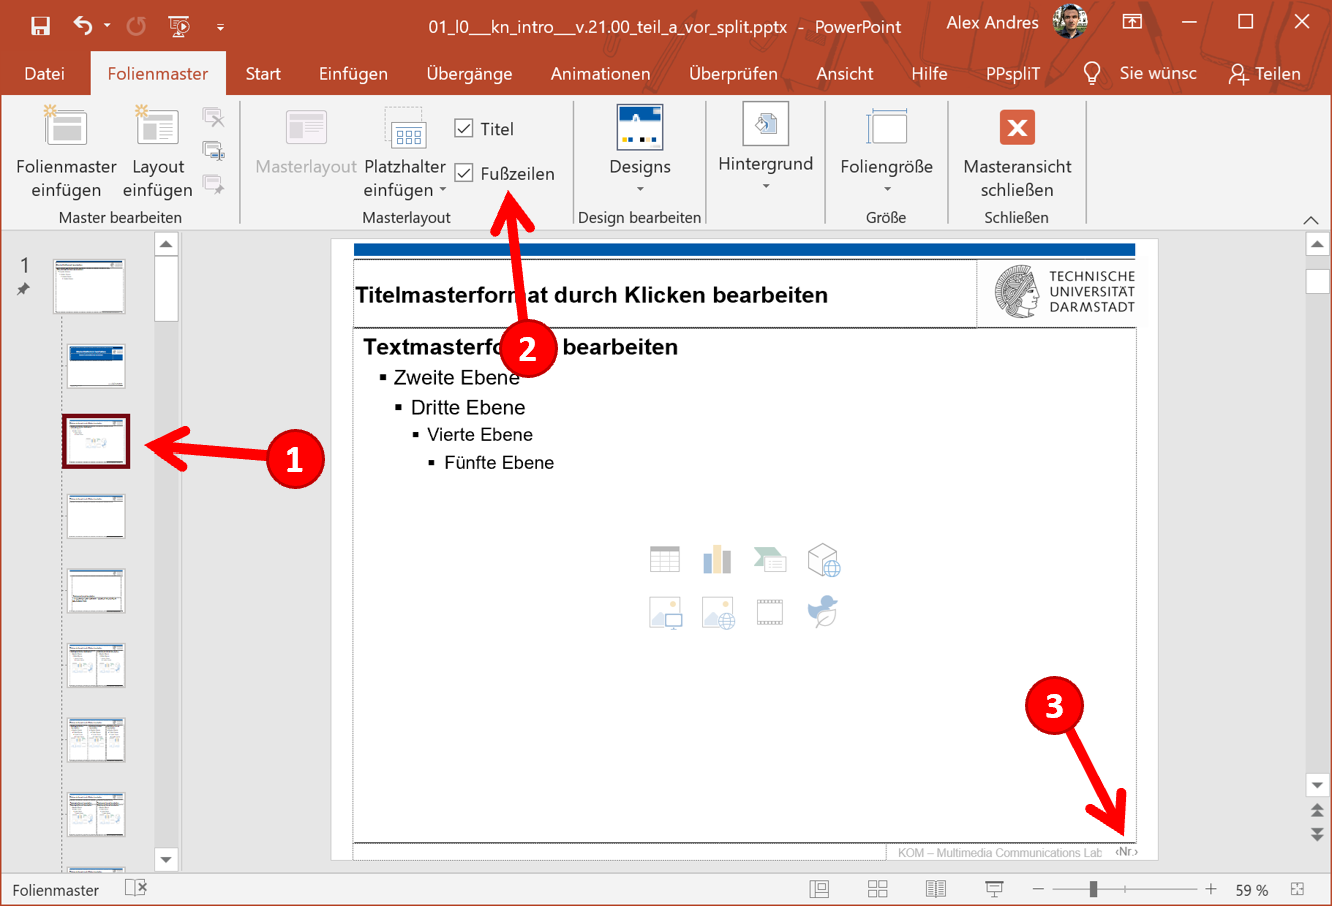 01_l0__kn_intro__v.21.00_teil_a_vor_split.pptx - PowerPoint
Alex Andres
Datei
Folienmaster
Start
Einfügen
Übergänge
Animationen
Überprüfen
Ansicht
Hilfe
PPspliT
Sie wünsc
Teilen
Folienmaster
einfügen
Layout
einfügen
Master bearbeiten
Masterlayout
Platzhalter
einfügen
Titel
Fußzeilen
Masterlayout
Designs
Design bearbeiten
Hintergrund
Foliengröße
Größe
Masteransicht
schließen
Schließen
1
TECHNISCHE
UNIVERSITÄT
DARMSTADT
Titelmasterformat durch Klicken bearbeiten
2
Textmasterfo bearbeiten
▪ Zweite Ebene
▪ Dritte Ebene
▪ Vierte Ebene
▪ Fünfte Ebene
1
3
KOM – Multimedia Communications Lab
‹Nr.›
Folienmaster
59 %